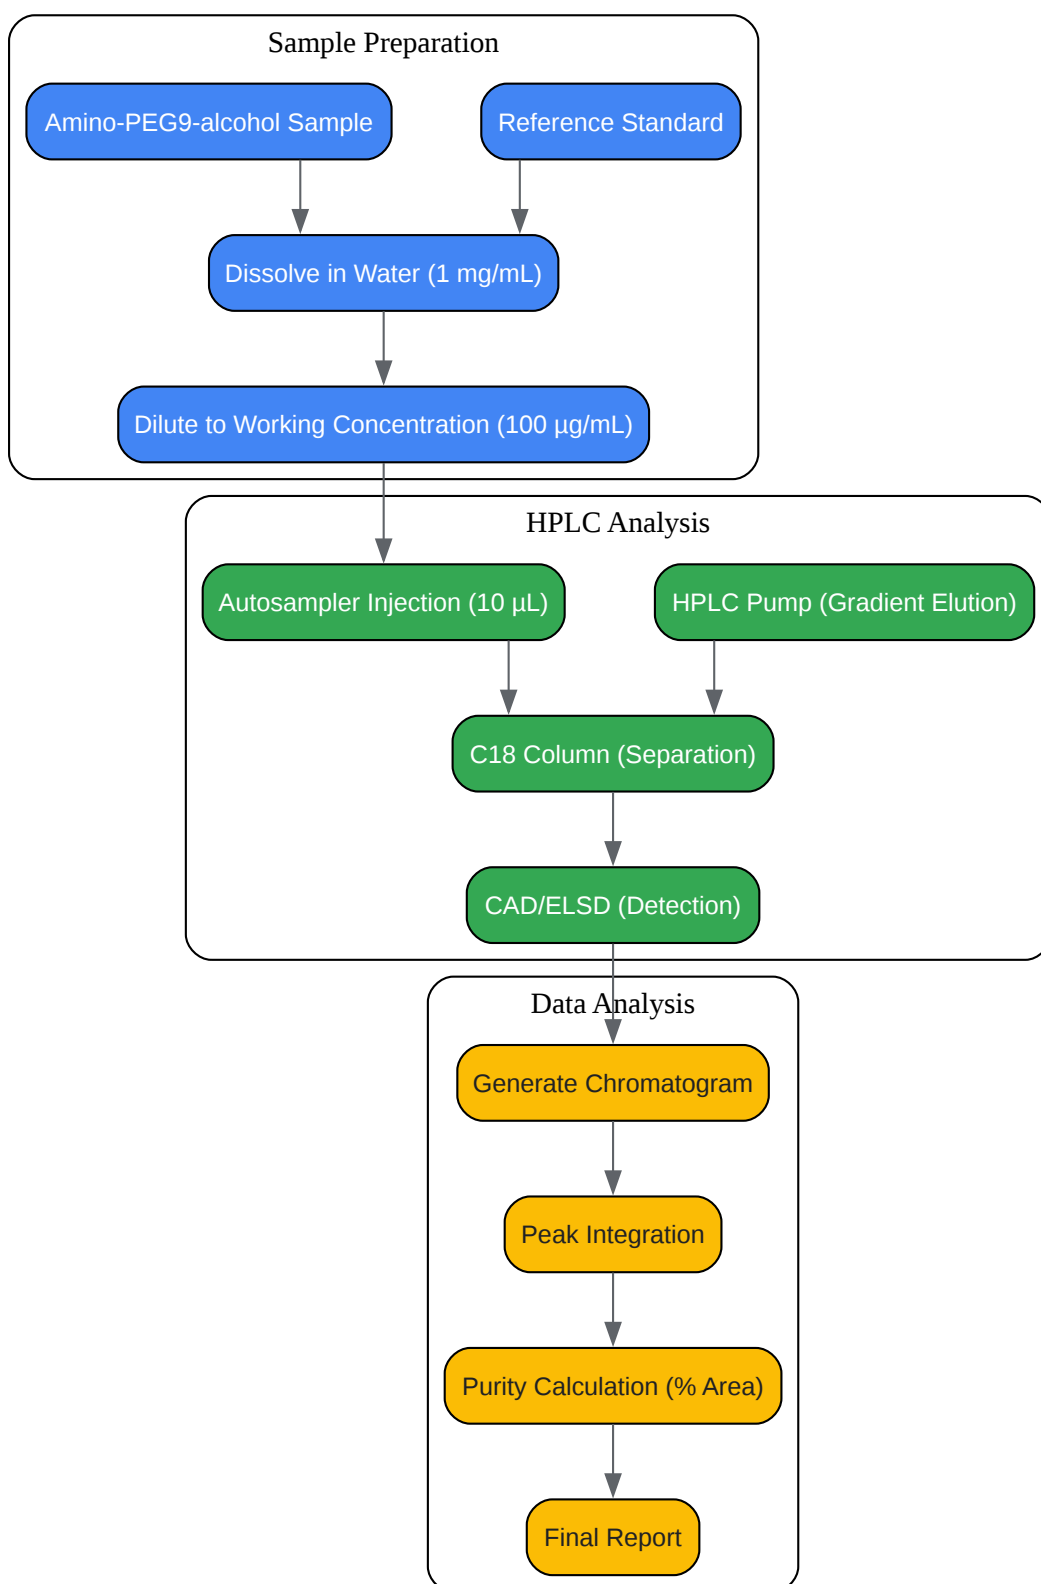 Sample Preparation
Amino-PEG9-alcohol Sample
Reference Standard
Dissolve in Water (1 mg/mL)
Dilute to Working Concentration (100 µg/mL)
HPLC Analysis
Autosampler Injection (10 µL)
HPLC Pump (Gradient Elution)
C18 Column (Separation)
CAD/ELSD (Detection)
Data Analysis
Generate Chromatogram
Peak Integration
Purity Calculation (% Area)
Final Report